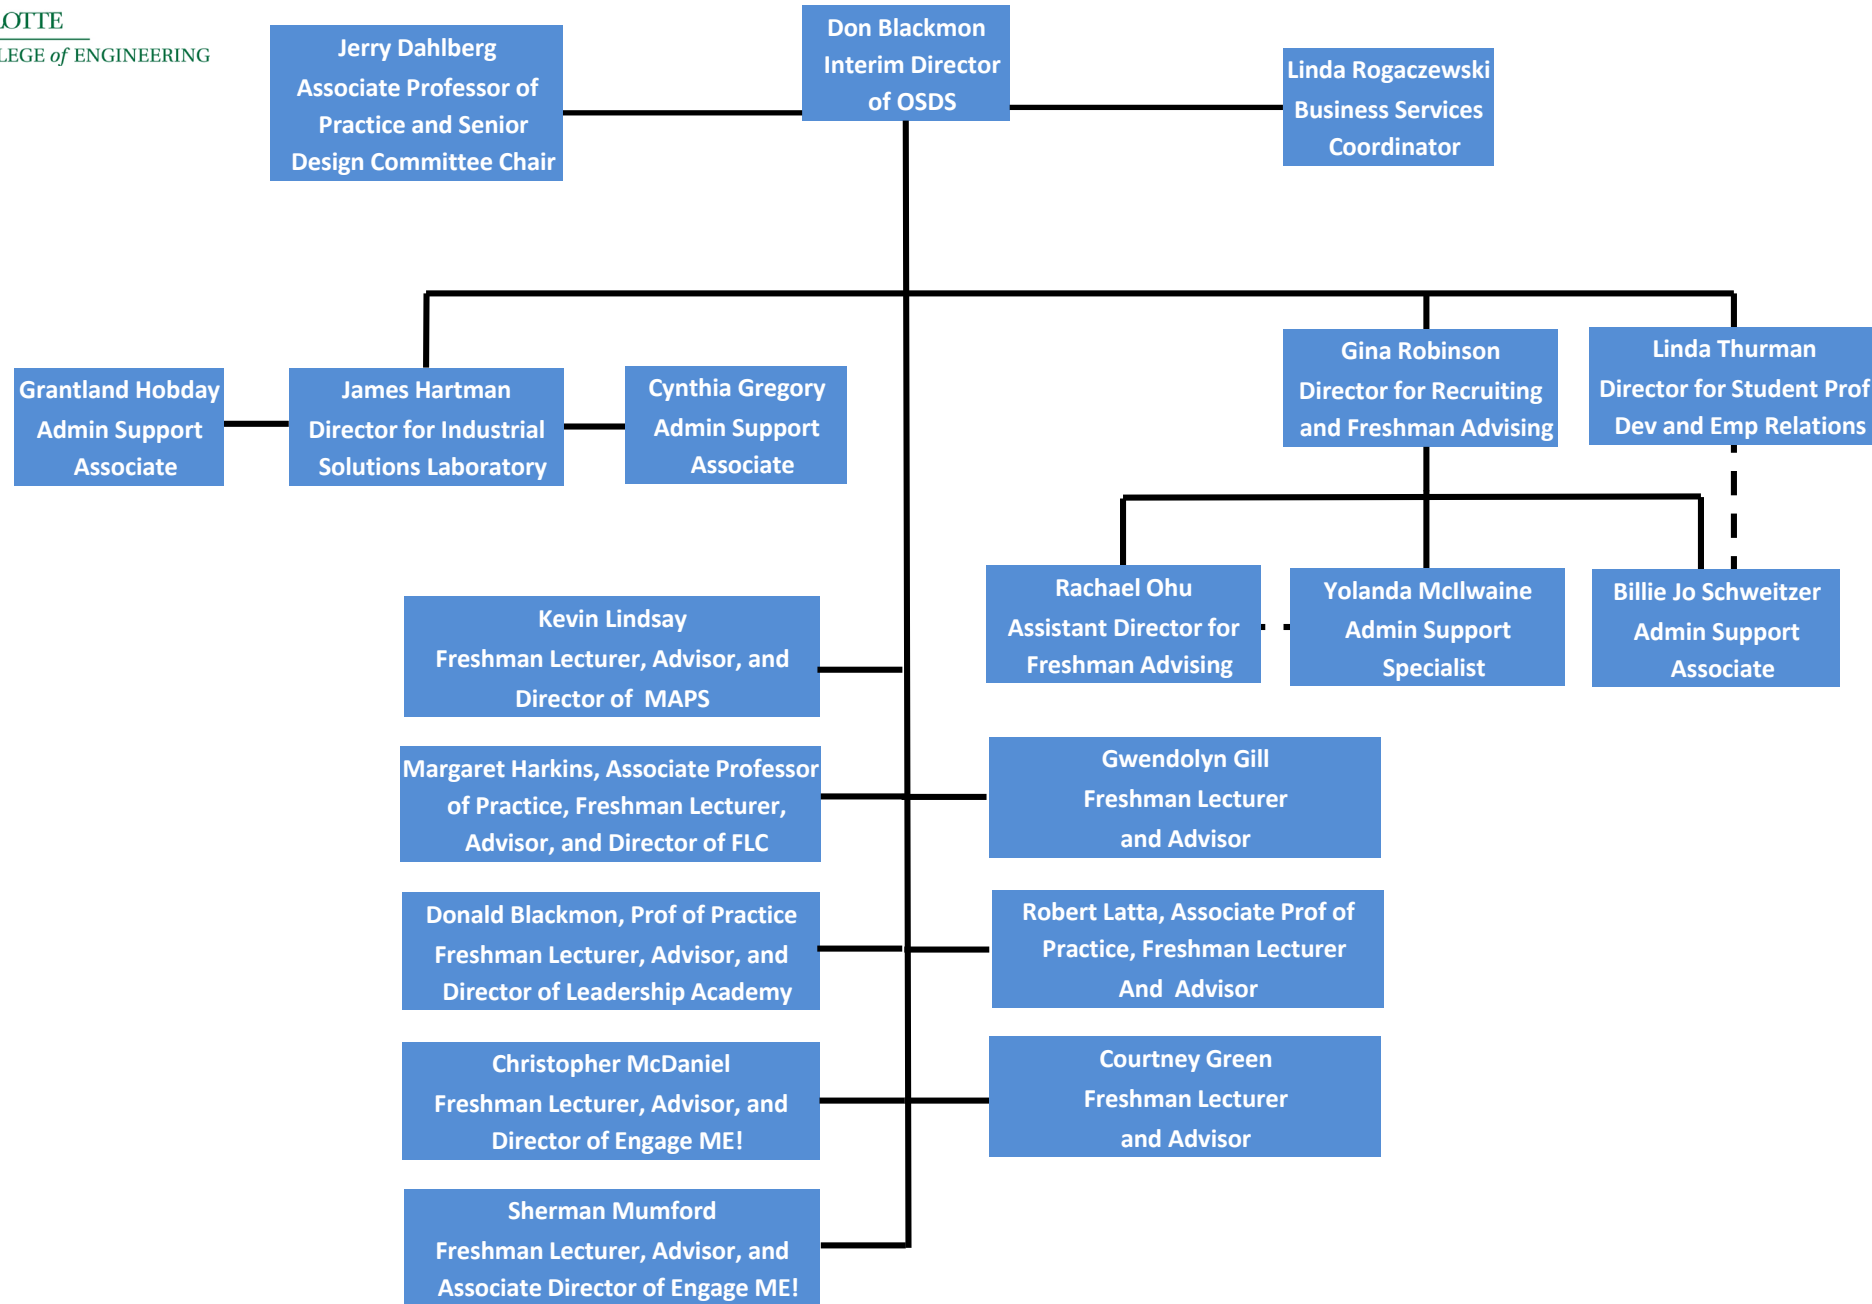 LOTTE
LEGE of ENGINEERING
Jerry Dahlberg
Associate Professor of
Practice and Senior
Design Committee Chair
Don Blackmon
Interim Director
of OSDS
Linda Rogaczewski
Business Services
Coordinator
Grantland Hobday
Admin Support
Associate
James Hartman
Director for Industrial
Solutions Laboratory
Cynthia Gregory
Admin Support
Associate
Gina Robinson
Director for Recruiting
and Freshman Advising
Linda Thurman
Director for Student Prof
Dev and Emp Relations
Rachael Ohu
Assistant Director for
Freshman Advising
Yolanda McIlwaine
Admin Support
Specialist
Billie Jo Schweitzer
Admin Support
Associate
Kevin Lindsay
Freshman Lecturer, Advisor, and
Director of MAPS
Margaret Harkins, Associate Professor
of Practice, Freshman Lecturer,
Advisor, and Director of FLC
Gwendolyn Gill
Freshman Lecturer
and Advisor
Donald Blackmon, Prof of Practice
Freshman Lecturer, Advisor, and
Director of Leadership Academy
Robert Latta, Associate Prof of
Practice, Freshman Lecturer
And Advisor
Christopher McDaniel
Freshman Lecturer, Advisor, and
Director of Engage ME!
Courtney Green
Freshman Lecturer
and Advisor
Sherman Mumford
Freshman Lecturer, Advisor, and
Associate Director of Engage ME!